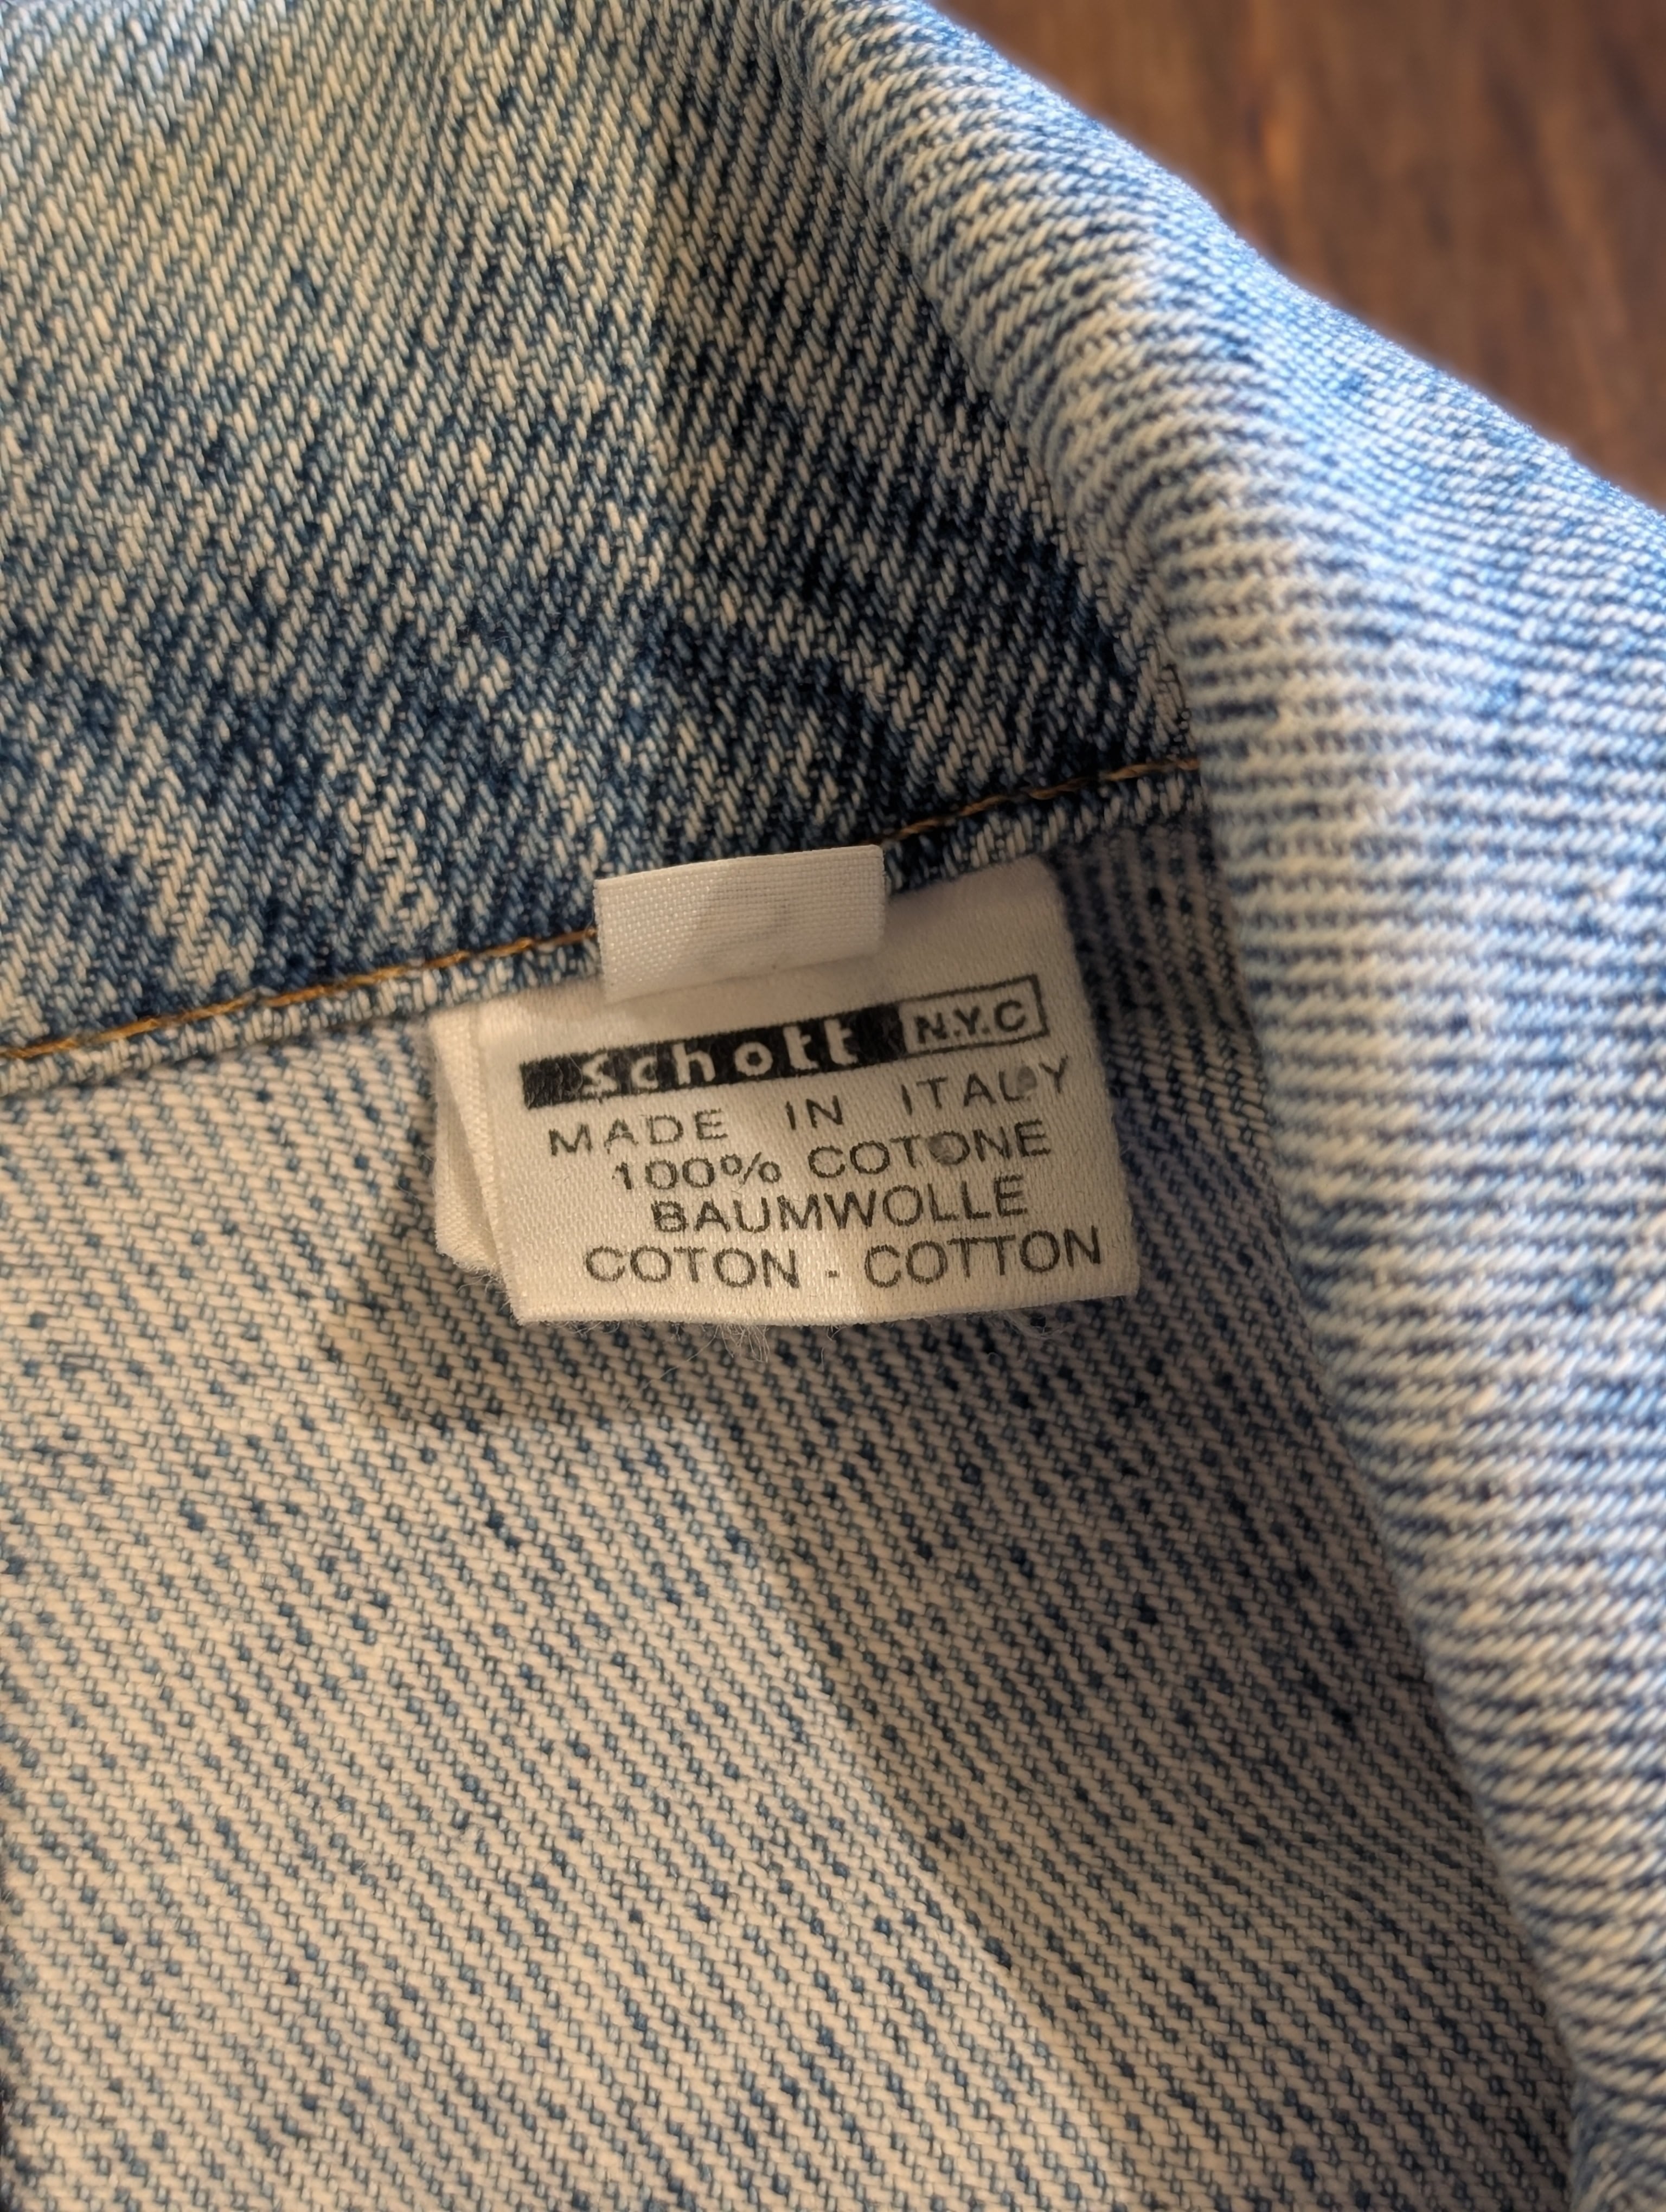 Schott N.Y.C
MADE IN ITALY
100% COTONE
BAUMWOLLE
COTON - COTTON